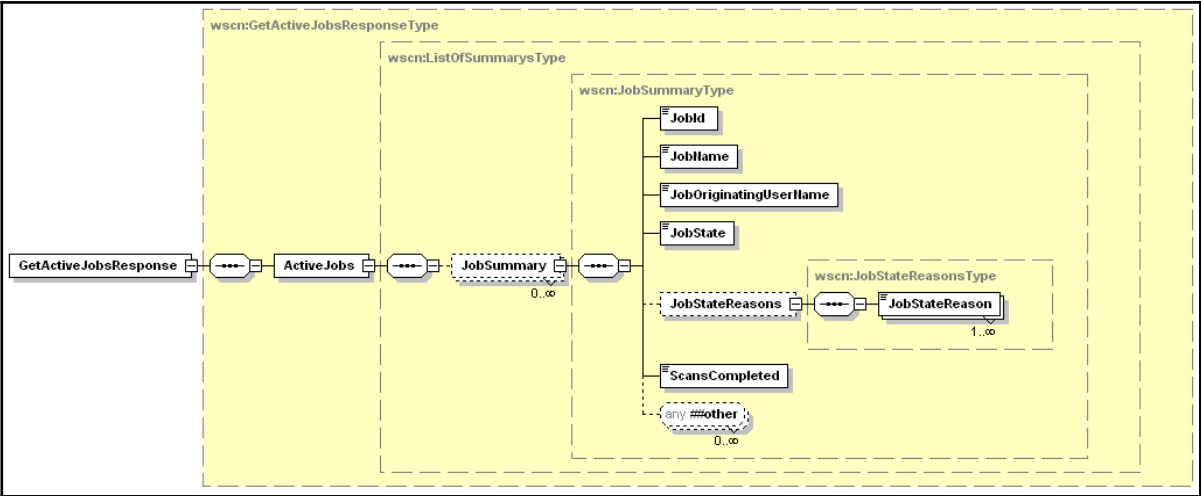 wscn:GetActiveJobsResponseType
wscn:ListOfSummarysType
wscn:JobSummaryType
JobId
JobName
JobOriginatingUserName
JobState
GetActiveJobsResponse
ActiveJobs
JobSummary
0..∞
wscn:JobStateReasonsType
JobStateReasons
JobStateReason
1..∞
ScansCompleted
any ##other
0..∞